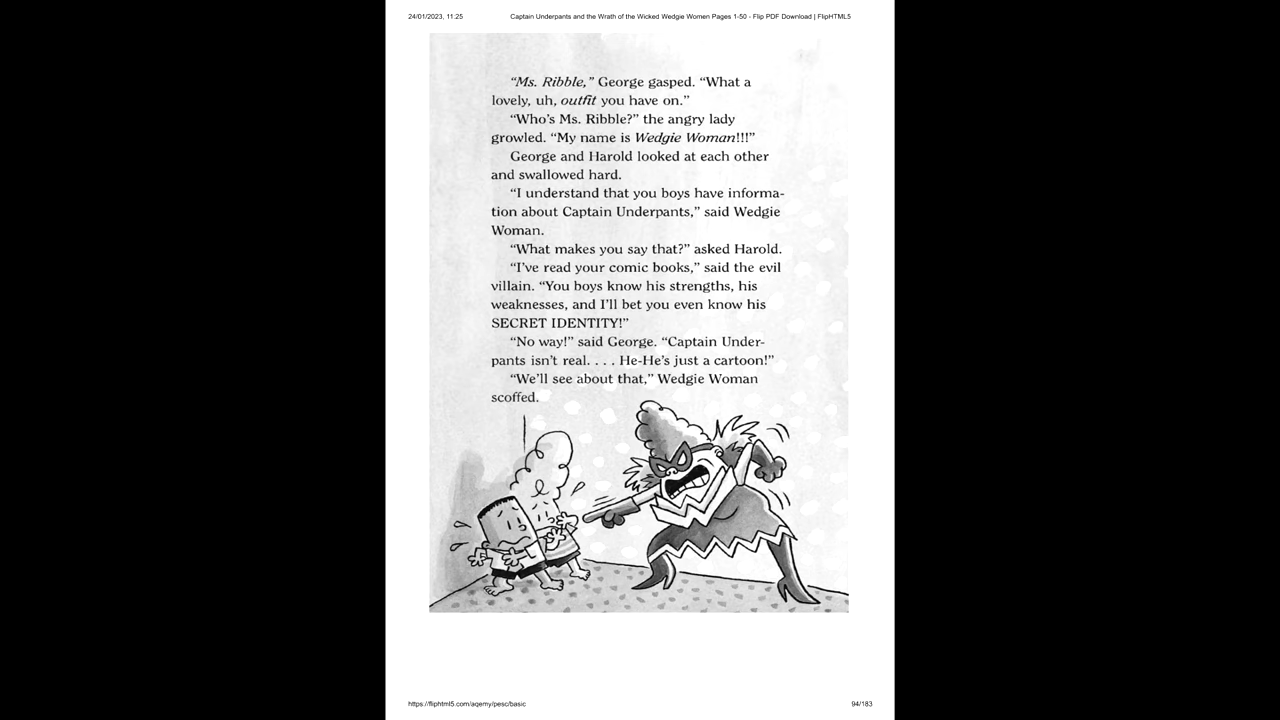 24/01/2023, 11:25 Captain Underpants and the Wrath of the Wicked Wedgie Women Pages 1-50 - Flip PDF Download | FlipHTML5
“Ms. Ribble,” George gasped. “What a
lovely, uh, outfit you have on.”
“Who’s Ms. Ribble?” the angry lady
growled. “My name is Wedgie Woman!!!”
George and Harold looked at each other
and swallowed hard.
“I understand that you boys have informa-
tion about Captain Underpants,” said Wedgie
Woman.
“What makes you say that?” asked Harold.
“I’ve read your comic books,” said the evil
villain. “You boys know his strengths, his
weaknesses, and I’ll bet you even know his
SECRET IDENTITY!”
“No way!” said George. “Captain Under-
pants isn’t real. . . . He-He’s just a cartoon!”
“We’ll see about that,” Wedgie Woman
scoffed.
https://fliphtml5.com/aqemy/pesc/basic 94/183